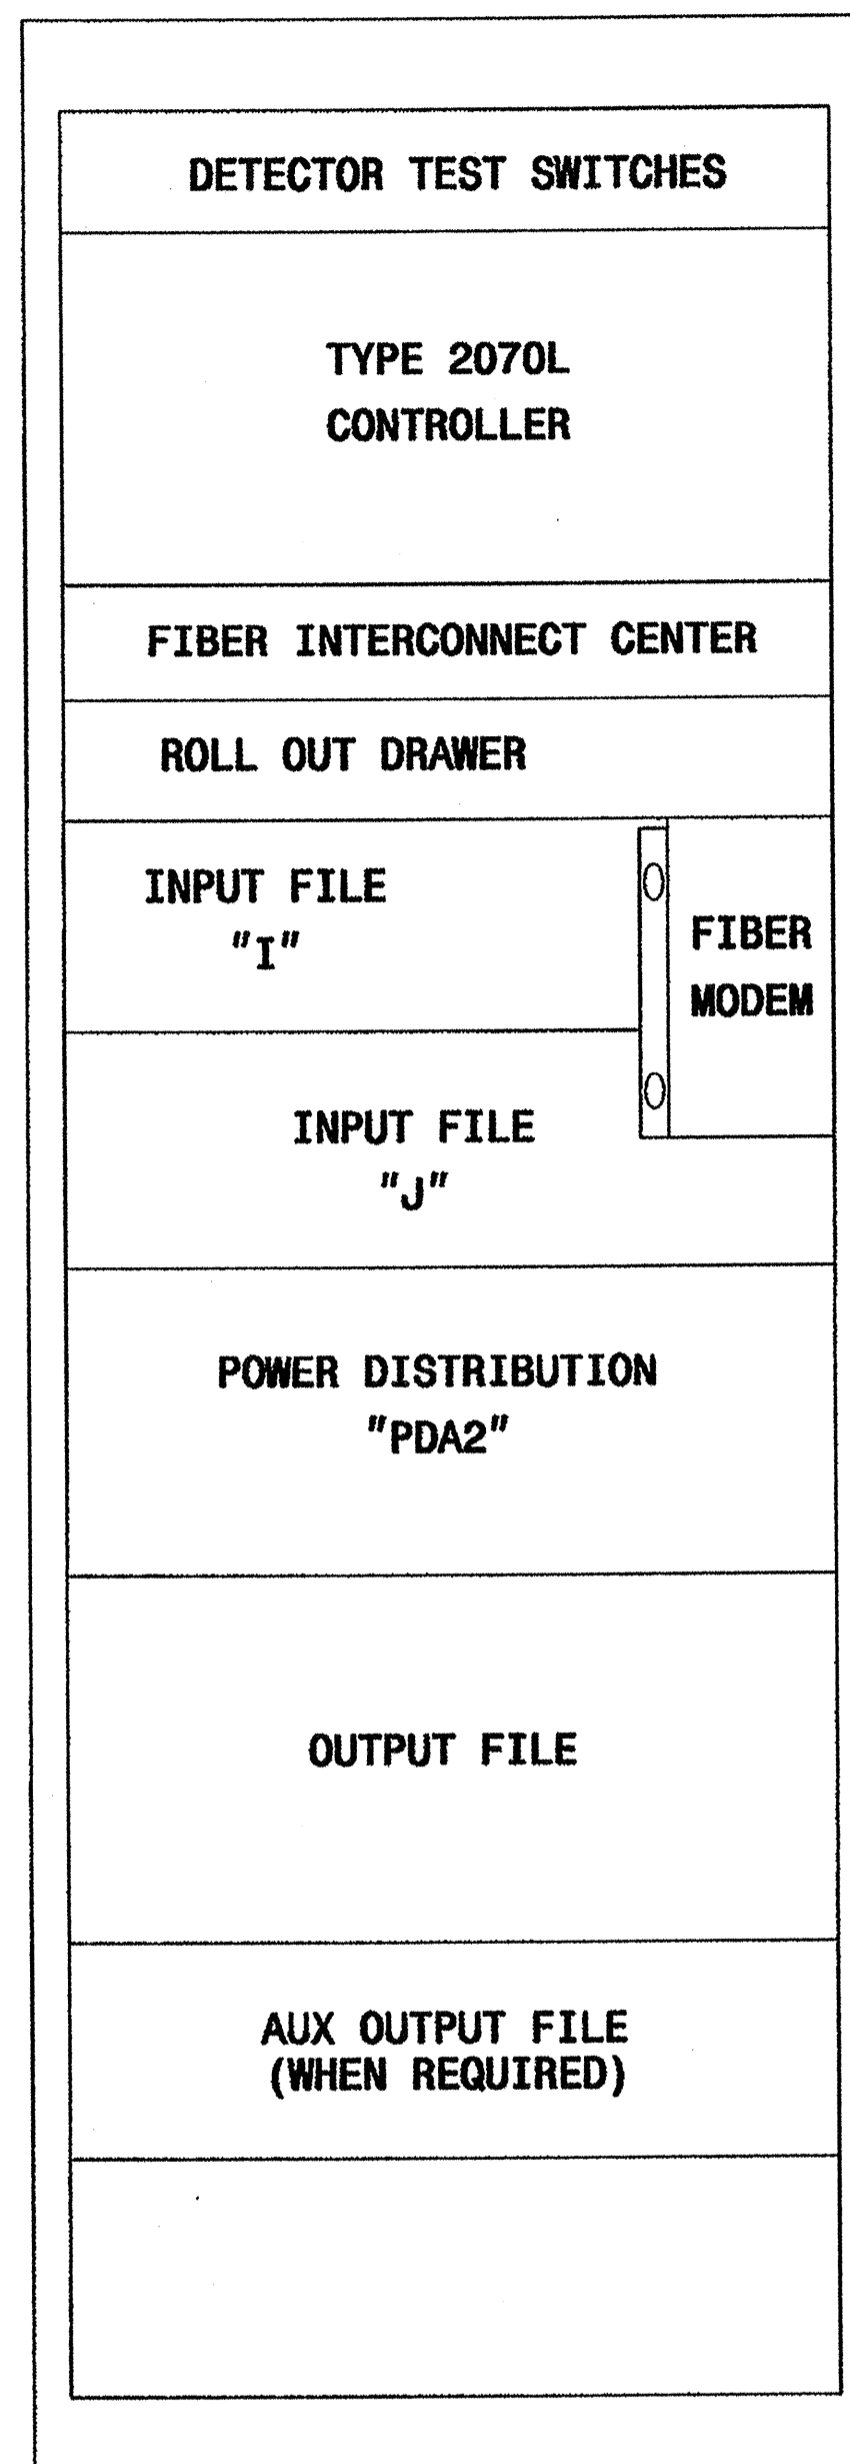 DETECTOR TEST SWITCHES
TYPE 2070L
CONTROLLER
FIBER INTERCONNECT CENTER
ROLL OUT DRAWER
INPUT FILE
"I"
FIBER
MODEM
INPUT FILE
"J"
POWER DISTRIBUTION
"PDA2"
OUTPUT FILE
AUX OUTPUT FILE
(WHEN REQUIRED)